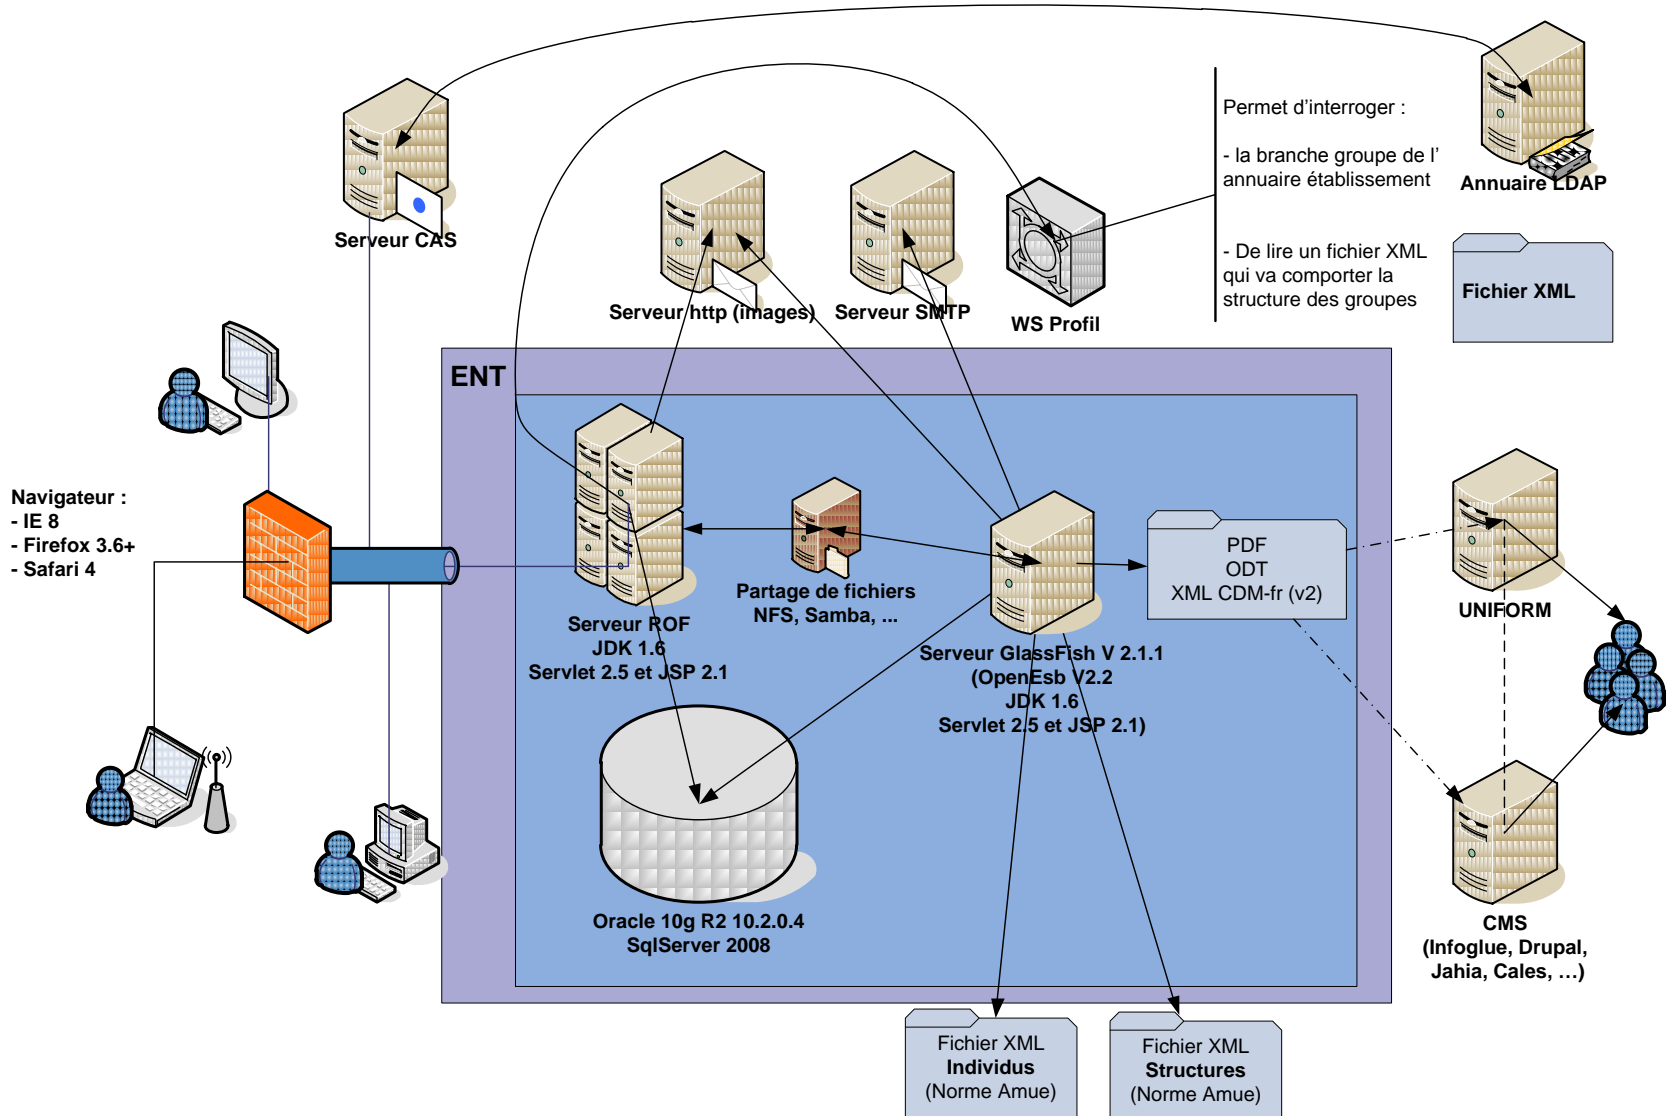 Permet d'interroger :
- la branche groupe de l'
annuaire établissement
- De lire un fichier XML
qui va comporter la
structure des groupes
Annuaire LDAP
Fichier XML
Serveur CAS
Serveur http (images)
Serveur SMTP
WS Profil
ENT
Navigateur :
- IE 8
- Firefox 3.6+
- Safari 4
Serveur ROF
JDK 1.6
Servlet 2.5 et JSP 2.1
Partage de fichiers
NFS, Samba, ...
Serveur GlassFish V 2.1.1
(OpenEsb V2.2
JDK 1.6
Servlet 2.5 et JSP 2.1)
PDF
ODT
XML CDM-fr (v2)
UNIFORM
Oracle 10g R2 10.2.0.4
SqlServer 2008
CMS
(Infoglue, Drupal,
Jahia, Cales, …)
Fichier XML
Individus
(Norme Amue)
Fichier XML
Structures
(Norme Amue)